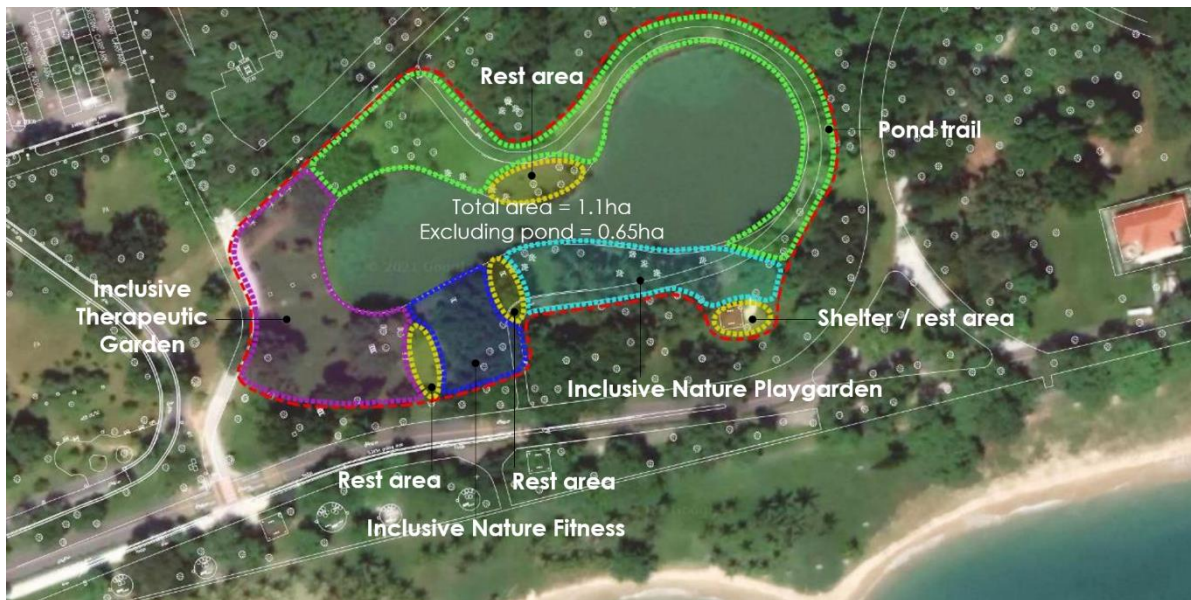 Rest area
Pond trail
Total area = 1.1ha
Excluding pond = 0.65ha
Inclusive
Therapeutic
Garden
Shelter / rest area
Inclusive Nature Playgarden
Rest area
Rest area
Inclusive Nature Fitness